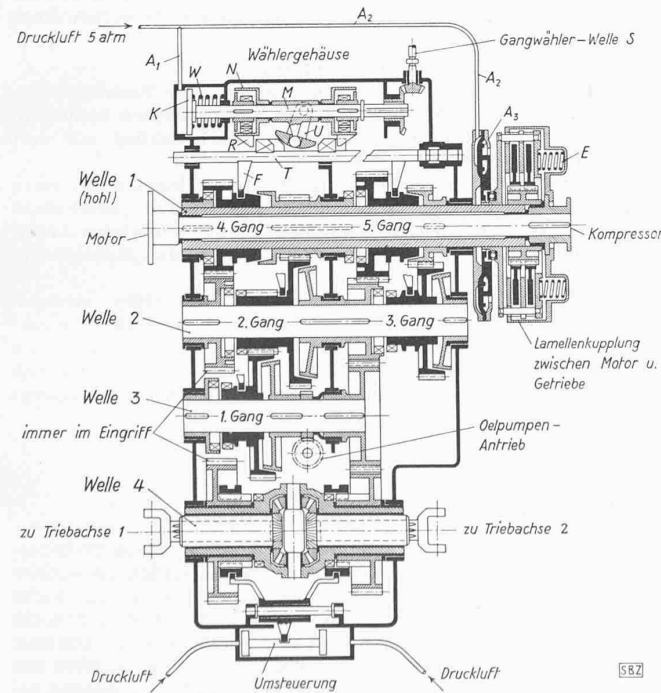 A₂
Druckluft 5 atm
Gangwähler-Welle S
A₁
Wählergehäuse
A₂
W
N
M
K
A₃
R
U
E
T
F
Welle 1
(hohl)
4. Gang
5. Gang
Motor
Kompressor
Welle 2
2. Gang
3. Gang
Lamellenkupplung
zwischen Motor u.
Getriebe
Welle 3
1. Gang
immer im Eingriff
Oelpumpen-
Antrieb
Welle 4
zu Triebachse 1
zu Triebachse 2
Druckluft
Umsteuerung
Druckluft
SBZ